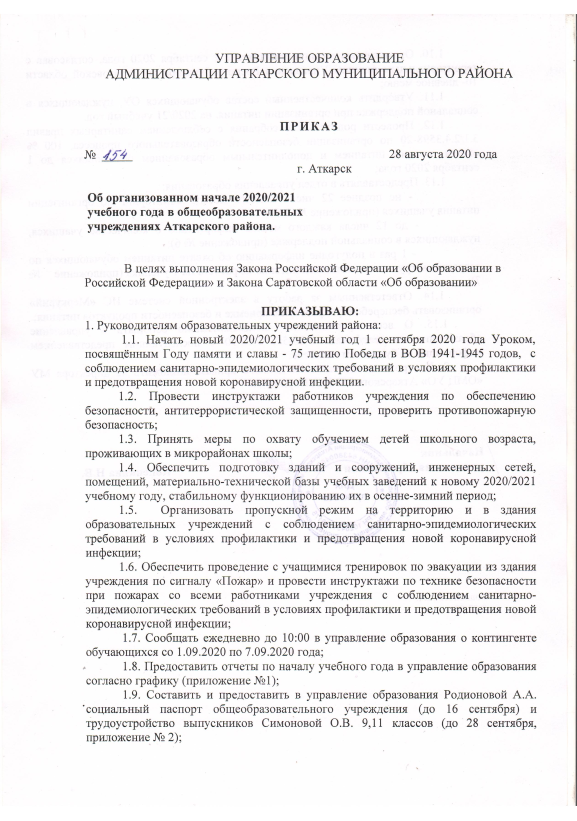 УПРАВЛЕНИЕ ОБРАЗОВАНИЕ
АДМИНИСТРАЦИИ АТКАРСКОГО МУНИЦИПАЛЬНОГО РАЙОНА
ПРИКАЗ
№ 154 28 августа 2020 года
г. Аткарск
Об организованном начале 2020/2021
учебного года в общеобразовательных
учреждениях Аткарского района.
В целях выполнения Закона Российской Федерации «Об образовании в
Российской Федерации» и Закона Саратовской области «Об образовании»
ПРИКАЗЫВАЮ:
1. Руководителям образовательных учреждений района:
1.1. Начать новый 2020/2021 учебный год 1 сентября 2020 года Уроком,
посвящённым Году памяти и славы - 75 летию Победы в ВОВ 1941-1945 годов, с
соблюдением санитарно-эпидемиологических требований в условиях профилактики
и предотвращения новой коронавирусной инфекции.
1.2. Провести инструктажи работников учреждения по обеспечению
безопасности, антитеррористической защищенности, проверить противопожарную
безопасность;
1.3. Принять меры по охвату обучением детей школьного возраста,
проживающих в микрорайонах школы;
1.4. Обеспечить подготовку зданий и сооружений, инженерных сетей,
помещений, материально-технической базы учебных заведений к новому 2020/2021
учебному году, стабильному функционированию их в осенне-зимний период;
1.5. Организовать пропускной режим на территорию и в здания
образовательных учреждений с соблюдением санитарно-эпидемиологических
требований в условиях профилактики и предотвращения новой коронавирусной
инфекции;
1.6. Обеспечить проведение с учащимися тренировок по эвакуации из здания
учреждения по сигналу «Пожар» и провести инструктажи по технике безопасности
при пожарах со всеми работниками учреждения с соблюдением санитарно-
эпидемиологических требований в условиях профилактики и предотвращения новой
коронавирусной инфекции;
1.7. Сообщать ежедневно до 10:00 в управление образования о контингенте
обучающихся со 1.09.2020 по 7.09.2020 года;
1.8. Предоставить отчеты по началу учебного года в управление образования
согласно графику (приложение №1);
1.9. Составить и предоставить в управление образования Родионовой А.А.
социальный паспорт общеобразовательного учреждения (до 16 сентября) и
трудоустройство выпускников Симоновой О.В. 9,11 классов (до 28 сентября,
приложение № 2);